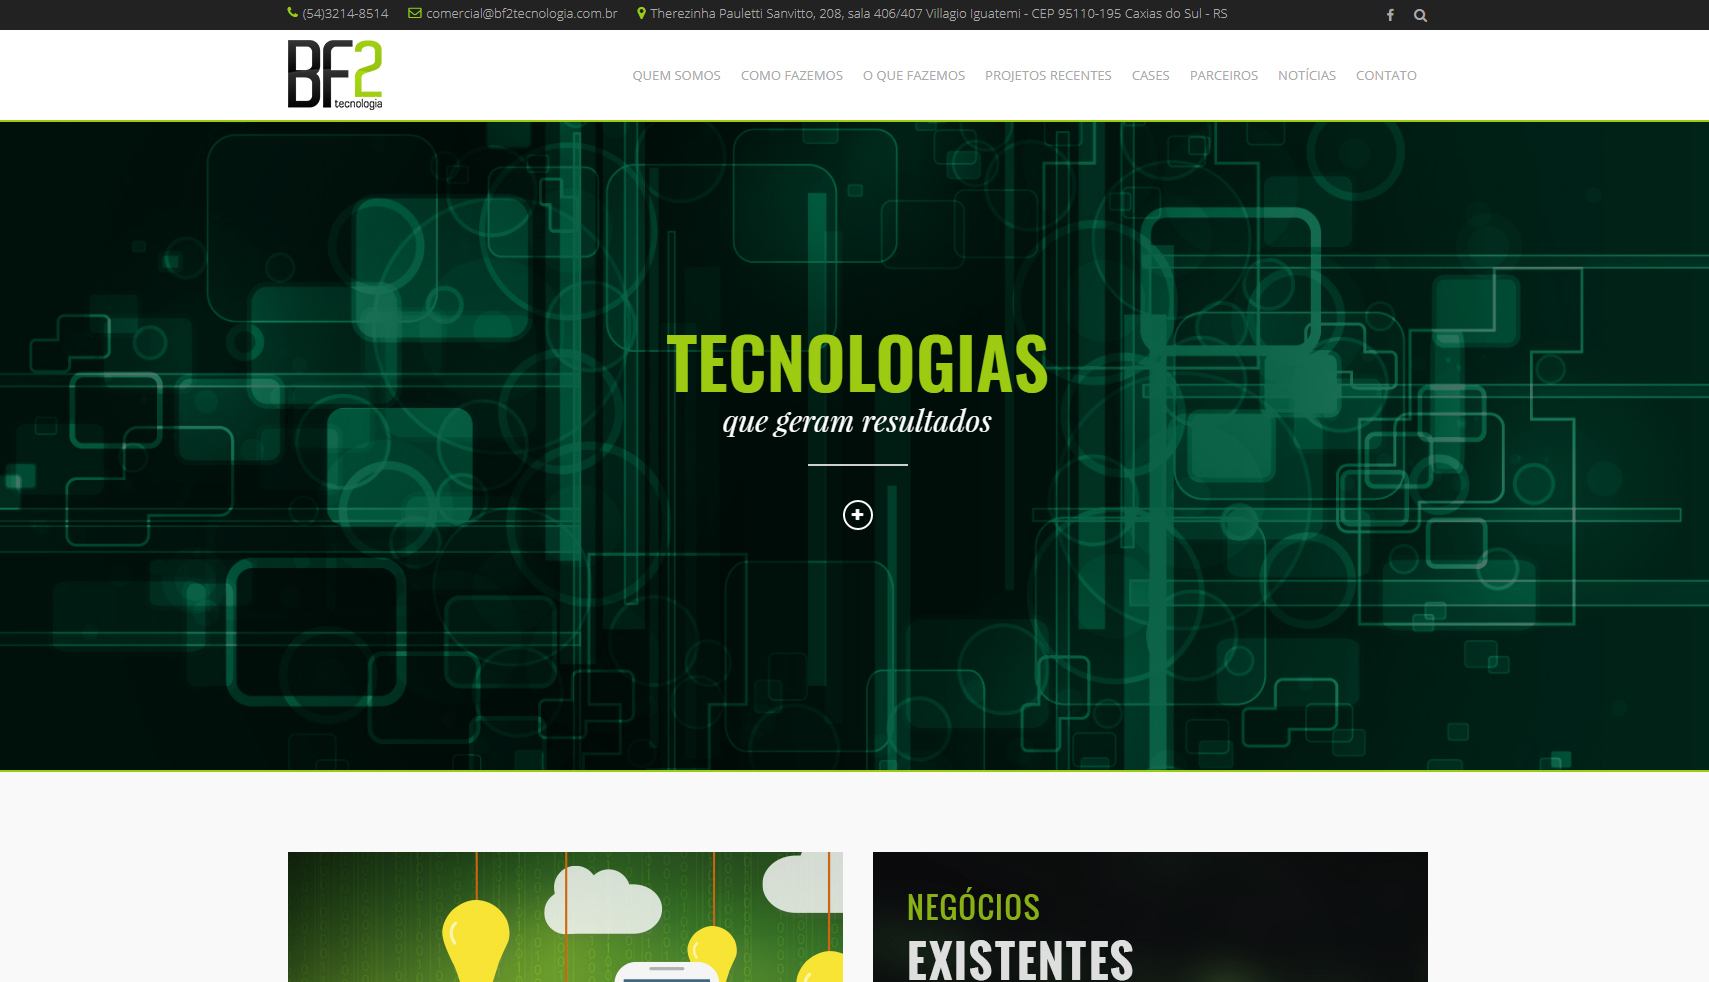 (54)3214-8514 comercial@bf2tecnologia.com.br Therezinha Pauletti Sanvitto, 208, sala 406/407 Villagio Iguatemi - CEP 95110-195 Caxias do Sul - RS
BF2
tecnologia
QUEM SOMOS COMO FAZEMOS O QUE FAZEMOS PROJETOS RECENTES CASES PARCEIROS NOTÍCIAS CONTATO
TECNOLOGIAS
que geram resultados
NEGÓCIOS
EXISTENTES